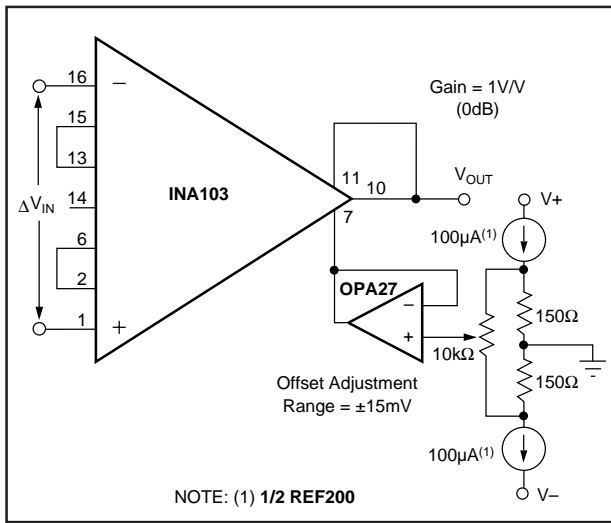 16
−
15
13
14
6
2
1
+
ΔV_IN
INA103
11
10
7
V_OUT
Gain = 1V/V
(0dB)
V+
100µA(1)
OPA27
−
+
10kΩ
150Ω
150Ω
Offset Adjustment
Range = ±15mV
100µA(1)
V–
NOTE: (1) 1/2 REF200